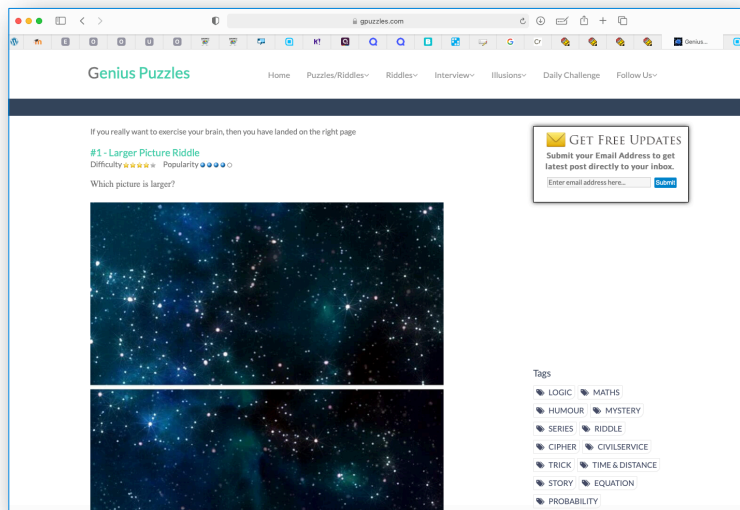 gpuzzles.com
Genius...
Genius Puzzles
Home Puzzles/Riddles Riddles Interview Illusions Daily Challenge Follow Us
If you really want to exercise your brain, then you have landed on the right page
#1 - Larger Picture Riddle
Difficulty Popularity
Which picture is larger?
GET FREE UPDATES
Submit your Email Address to get
latest post directly to your inbox.
Enter email address here... Submit
Tags
LOGIC MATHS
HUMOUR MYSTERY
SERIES RIDDLE
CIPHER CIVILSERVICE
TRICK TIME & DISTANCE
STORY EQUATION
PROBABILITY